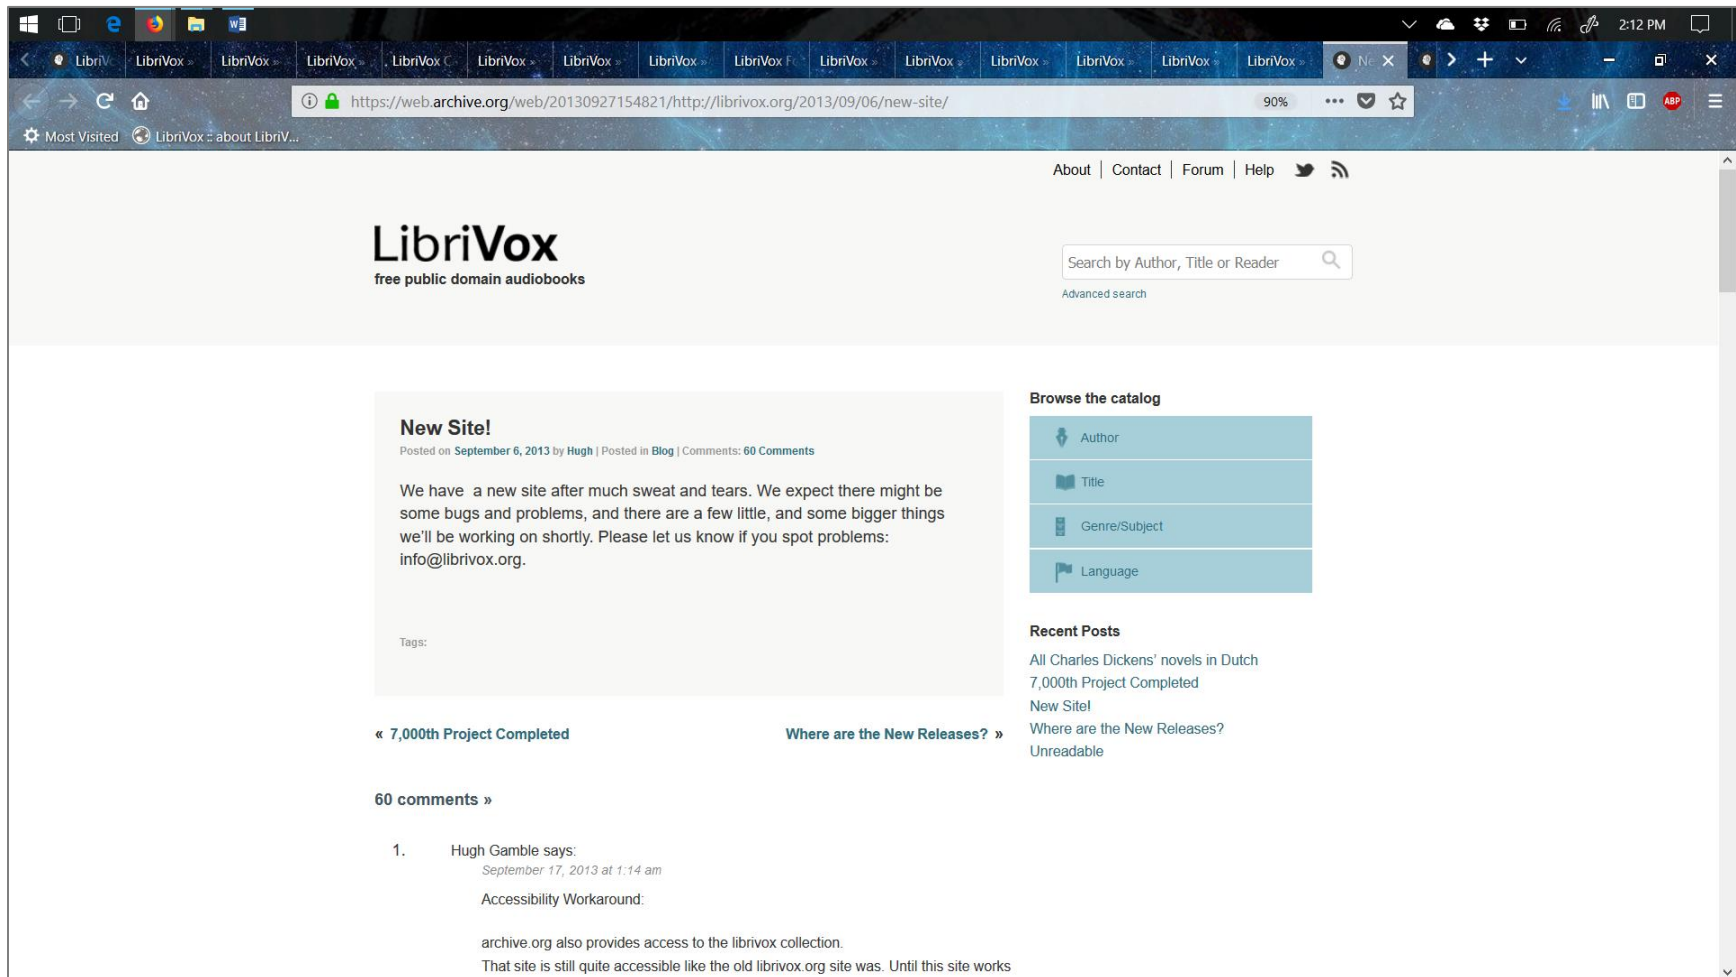 2:12 PM
LibriV
LibriVox »
LibriVox »
LibriVox »
LibriVox C
LibriVox »
LibriVox »
LibriVox »
LibriVox F
LibriVox »
LibriVox »
LibriVox »
LibriVox »
LibriVox »
LibriVox »
Ne
https://web.archive.org/web/20130927154821/http://librivox.org/2013/09/06/new-site/
90%
ABP
Most Visited
LibriVox :: about LibriV...
About | Contact | Forum | Help
LibriVox
free public domain audiobooks
Search by Author, Title or Reader
Advanced search
New Site!
Posted on September 6, 2013 by Hugh | Posted in Blog | Comments: 60 Comments
We have a new site after much sweat and tears. We expect there might be
some bugs and problems, and there are a few little, and some bigger things
we'll be working on shortly. Please let us know if you spot problems:
info@librivox.org.
Tags:
« 7,000th Project Completed
Where are the New Releases? »
60 comments »
1. Hugh Gamble says:
September 17, 2013 at 1:14 am
Accessibility Workaround:
archive.org also provides access to the librivox collection.
That site is still quite accessible like the old librivox.org site was. Until this site works
Browse the catalog
Author
Title
Genre/Subject
Language
Recent Posts
All Charles Dickens' novels in Dutch
7,000th Project Completed
New Site!
Where are the New Releases?
Unreadable